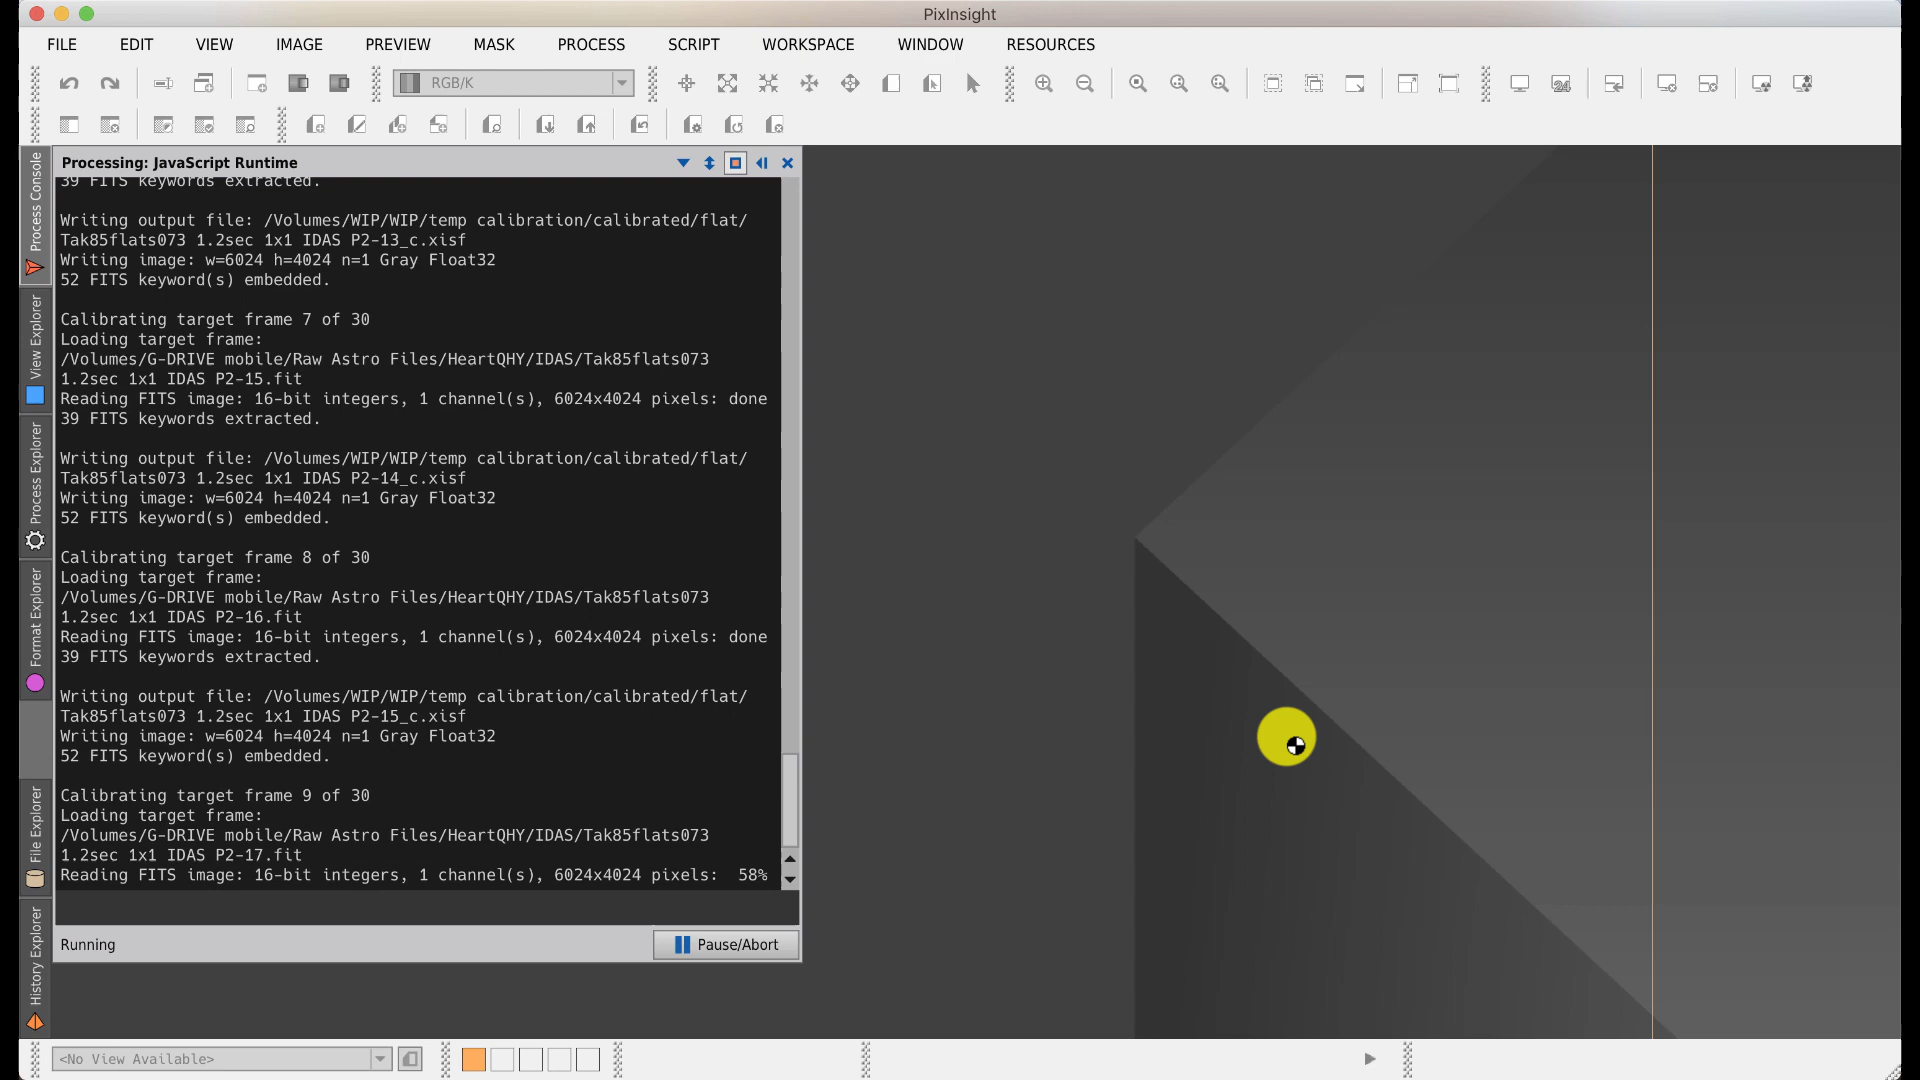 PixInsight
FILE EDIT VIEW IMAGE PREVIEW MASK PROCESS SCRIPT WORKSPACE WINDOW RESOURCES
RGB/K
24
Processing: JavaScript Runtime
Process Console
View Explorer
Process Explorer
Format Explorer
File Explorer
History Explorer
39 FITS keywords extracted.
Writing output file: /Volumes/WIP/WIP/temp calibration/calibrated/flat/
Tak85flats073 1.2sec 1x1 IDAS P2-13_c.xisf
Writing image: w=6024 h=4024 n=1 Gray Float32
52 FITS keyword(s) embedded.
Calibrating target frame 7 of 30
Loading target frame:
/Volumes/G-DRIVE mobile/Raw Astro Files/HeartQHY/IDAS/Tak85flats073
1.2sec 1x1 IDAS P2-15.fit
Reading FITS image: 16-bit integers, 1 channel(s), 6024x4024 pixels: done
39 FITS keywords extracted.
Writing output file: /Volumes/WIP/WIP/temp calibration/calibrated/flat/
Tak85flats073 1.2sec 1x1 IDAS P2-14_c.xisf
Writing image: w=6024 h=4024 n=1 Gray Float32
52 FITS keyword(s) embedded.
Calibrating target frame 8 of 30
Loading target frame:
/Volumes/G-DRIVE mobile/Raw Astro Files/HeartQHY/IDAS/Tak85flats073
1.2sec 1x1 IDAS P2-16.fit
Reading FITS image: 16-bit integers, 1 channel(s), 6024x4024 pixels: done
39 FITS keywords extracted.
Writing output file: /Volumes/WIP/WIP/temp calibration/calibrated/flat/
Tak85flats073 1.2sec 1x1 IDAS P2-15_c.xisf
Writing image: w=6024 h=4024 n=1 Gray Float32
52 FITS keyword(s) embedded.
Calibrating target frame 9 of 30
Loading target frame:
/Volumes/G-DRIVE mobile/Raw Astro Files/HeartQHY/IDAS/Tak85flats073
1.2sec 1x1 IDAS P2-17.fit
Reading FITS image: 16-bit integers, 1 channel(s), 6024x4024 pixels: 58%
Running
Pause/Abort
<No View Available>